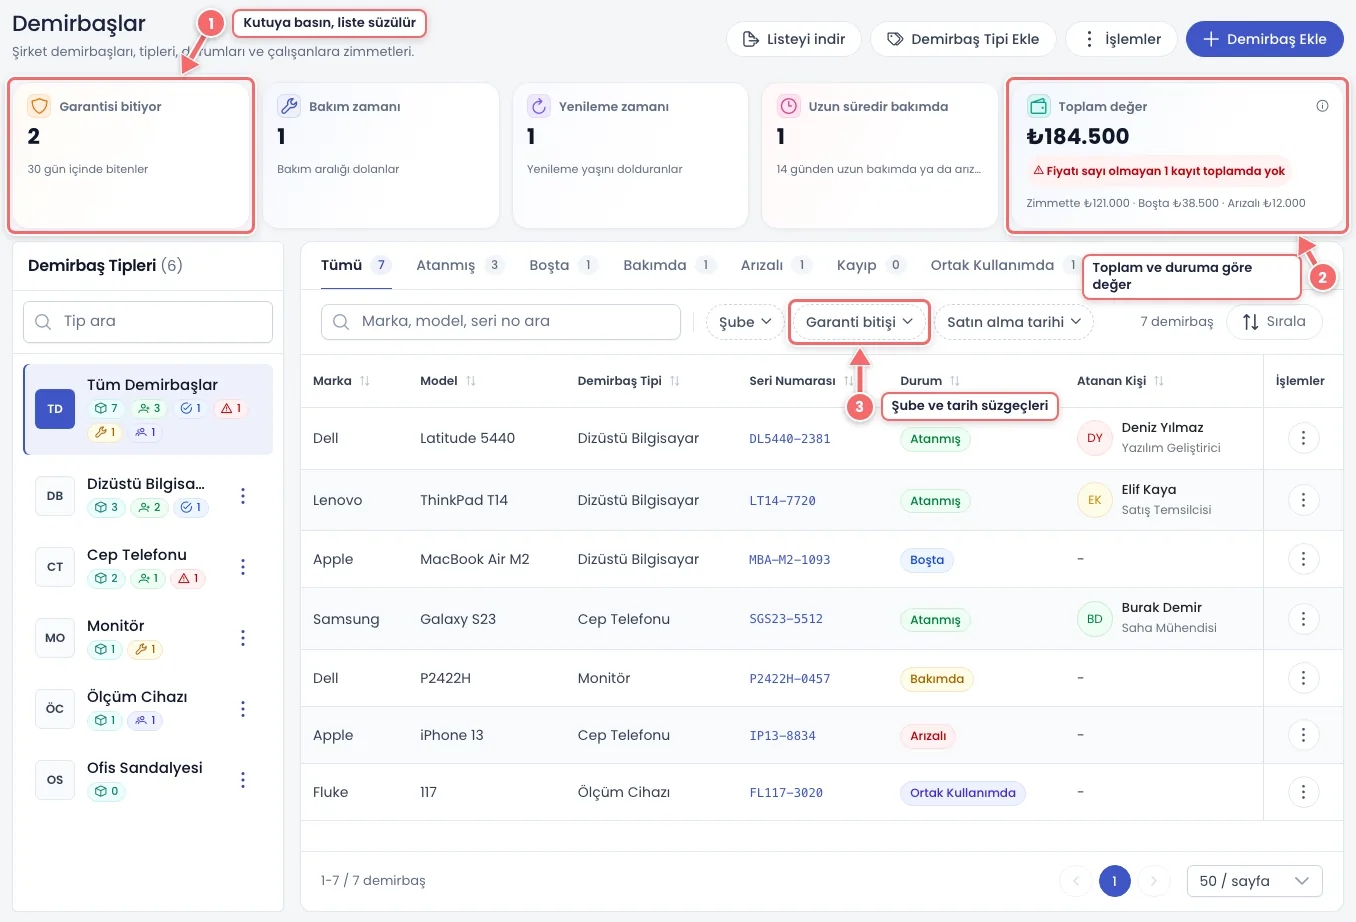 Demirbaşlar
1
Kutuya basın, liste süzülür
Şirket demirbaşları, tipleri, durumları ve çalışanlara zimmetleri.
Listeyi indir
Demirbaş Tipi Ekle
İşlemler
Demirbaş Ekle
Garantisi bitiyor
2
30 gün içinde bitenler
Bakım zamanı
1
Bakım aralığı dolanlar
Yenileme zamanı
1
Yenileme yaşını dolduranlar
Uzun süredir bakımda
1
14 günden uzun bakımda ya da arız...
Toplam değer
₺184.500
Fiyatı sayı olmayan 1 kayıt toplamda yok
Zimmette ₺121.000 · Boşta ₺38.500 · Arızalı ₺12.000
2
Toplam ve duruma göre
değer
Demirbaş Tipleri (6)
Tip ara
TD
Tüm Demirbaşlar
7 3 1 1
1 1
DB
Dizüstü Bilgisa...
3 2 1
CT
Cep Telefonu
2 1 1
MO
Monitör
1 1
ÖC
Ölçüm Cihazı
1 1
OS
Ofis Sandalyesi
0
Tümü 7 Atanmış 3 Boşta 1 Bakımda 1 Arızalı 1 Kayıp 0 Ortak Kullanımda 1
Marka, model, seri no ara
Şube
Garanti bitişi
Satın alma tarihi
7 demirbaş
Sırala
3
Şube ve tarih süzgeçleri
Marka Model Demirbaş Tipi Seri Numarası Durum Atanan Kişi İşlemler
Dell Latitude 5440 Dizüstü Bilgisayar DL5440-2381 Atanmış DY Deniz Yılmaz
Yazılım Geliştirici
Lenovo ThinkPad T14 Dizüstü Bilgisayar LT14-7720 Atanmış EK Elif Kaya
Satış Temsilcisi
Apple MacBook Air M2 Dizüstü Bilgisayar MBA-M2-1093 Boşta -
Samsung Galaxy S23 Cep Telefonu SGS23-5512 Atanmış BD Burak Demir
Saha Mühendisi
Dell P2422H Monitör P2422H-0457 Bakımda -
Apple iPhone 13 Cep Telefonu IP13-8834 Arızalı -
Fluke 117 Ölçüm Cihazı FL117-3020 Ortak Kullanımda -
1-7 / 7 demirbaş
1
50 / sayfa